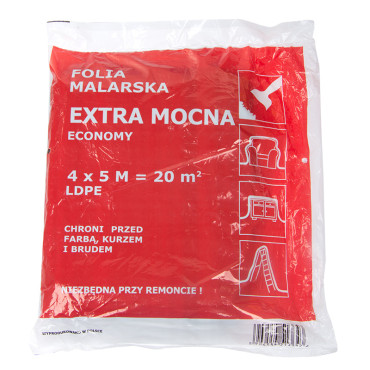 FOLIA
MALARSKA
EXTRA MOCNA
ECONOMY
4 x 5 M = 20 m²
LDPE
CHRONI PRZED
FARBĄ, KURZEM
I BRUDEM
NIEZBĘDNA PRZY REMONCIE !